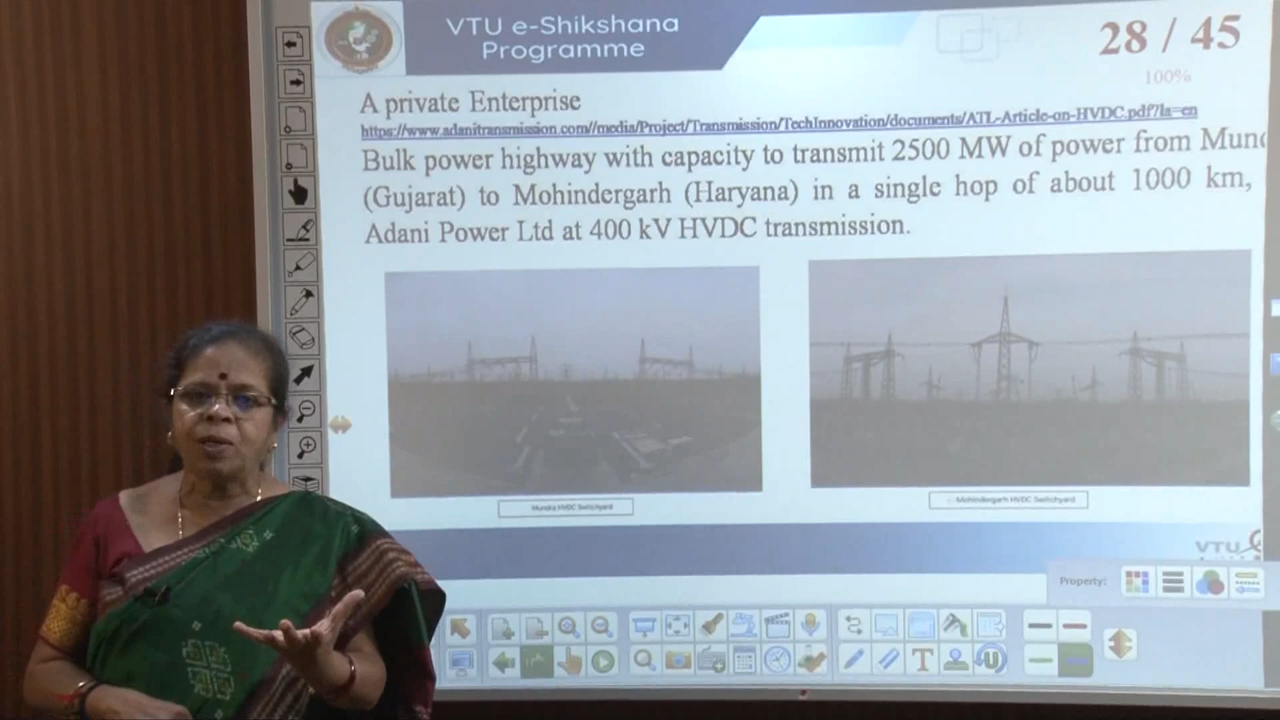 VTU e-Shikshana
Programme
28 / 45
100%
A private Enterprise
https://www.adanitransmission.com//media/Project/Transmission/TechInnovation/documents/ATL-Article-on-HVDC.pdf?la=en
Bulk power highway with capacity to transmit 2500 MW of power from Mund
(Gujarat) to Mohindergarh (Haryana) in a single hop of about 1000 km,
Adani Power Ltd at 400 kV HVDC transmission.
Mundra HVDC Switchyard
Mohindergarh HVDC Switchyard
VTU
Property:
T